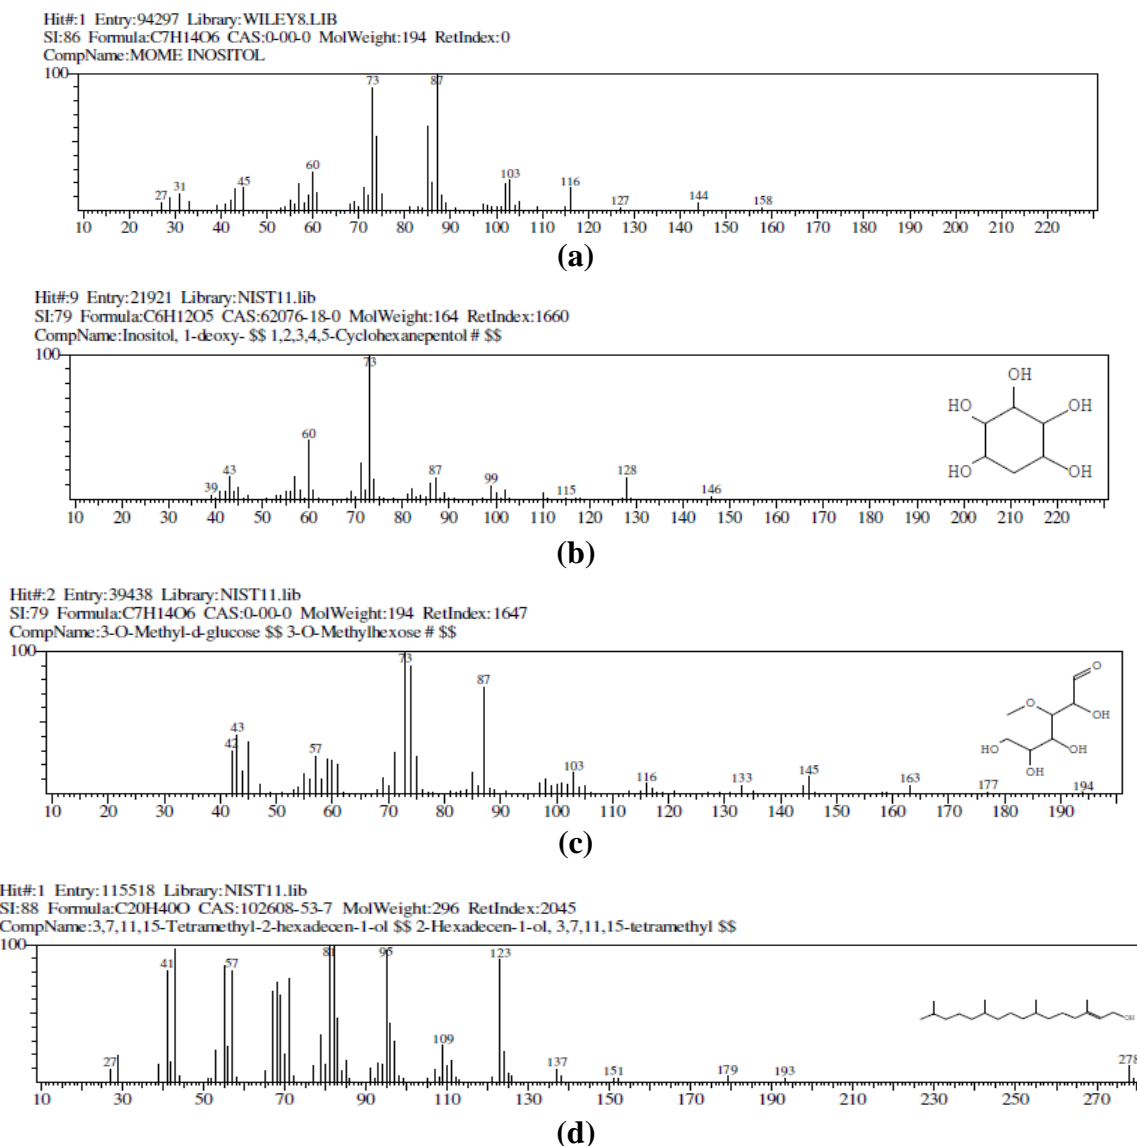 Hit#:1 Entry:94297 Library:WILEY8.LIB
SI:86 Formula:C7H14O6 CAS:0-00-0 MolWeight:194 RetIndex:0
CompName:MOME INOSITOL
100
73 87
60
27 31 45 103 116 127 144 158
10 20 30 40 50 60 70 80 90 100 110 120 130 140 150 160 170 180 190 200 210 220
(a)
Hit#:9 Entry:21921 Library:NIST11.lib
SI:79 Formula:C6H12O5 CAS:62076-18-0 MolWeight:164 RetIndex:1660
CompName:Inositol, 1-deoxy- $$ 1,2,3,4,5-Cyclohexanepentol # $$
100
73
OH
HO OH
60
39 43 87 99 115 128 146
HO OH
10 20 30 40 50 60 70 80 90 100 110 120 130 140 150 160 170 180 190 200 210 220
(b)
Hit#:2 Entry:39438 Library:NIST11.lib
SI:79 Formula:C7H14O6 CAS:0-00-0 MolWeight:194 RetIndex:1647
CompName:3-O-Methyl-d-glucose $$ 3-O-Methylhexose # $$
100
73
O
87
O
OH
42 43 57
HO OH
OH
103 116 133 145 163 177 194
10 20 30 40 50 60 70 80 90 100 110 120 130 140 150 160 170 180 190
(c)
Hit#:1 Entry:115518 Library:NIST11.lib
SI:88 Formula:C20H40O CAS:102608-53-7 MolWeight:296 RetIndex:2045
CompName:3,7,11,15-Tetramethyl-2-hexadecen-1-ol $$ 2-Hexadecen-1-ol, 3,7,11,15-tetramethyl $$
100
41 57 81 95 123
OH
27 109 137 151 179 193 278
10 30 50 70 90 110 130 150 170 190 210 230 250 270
(d)